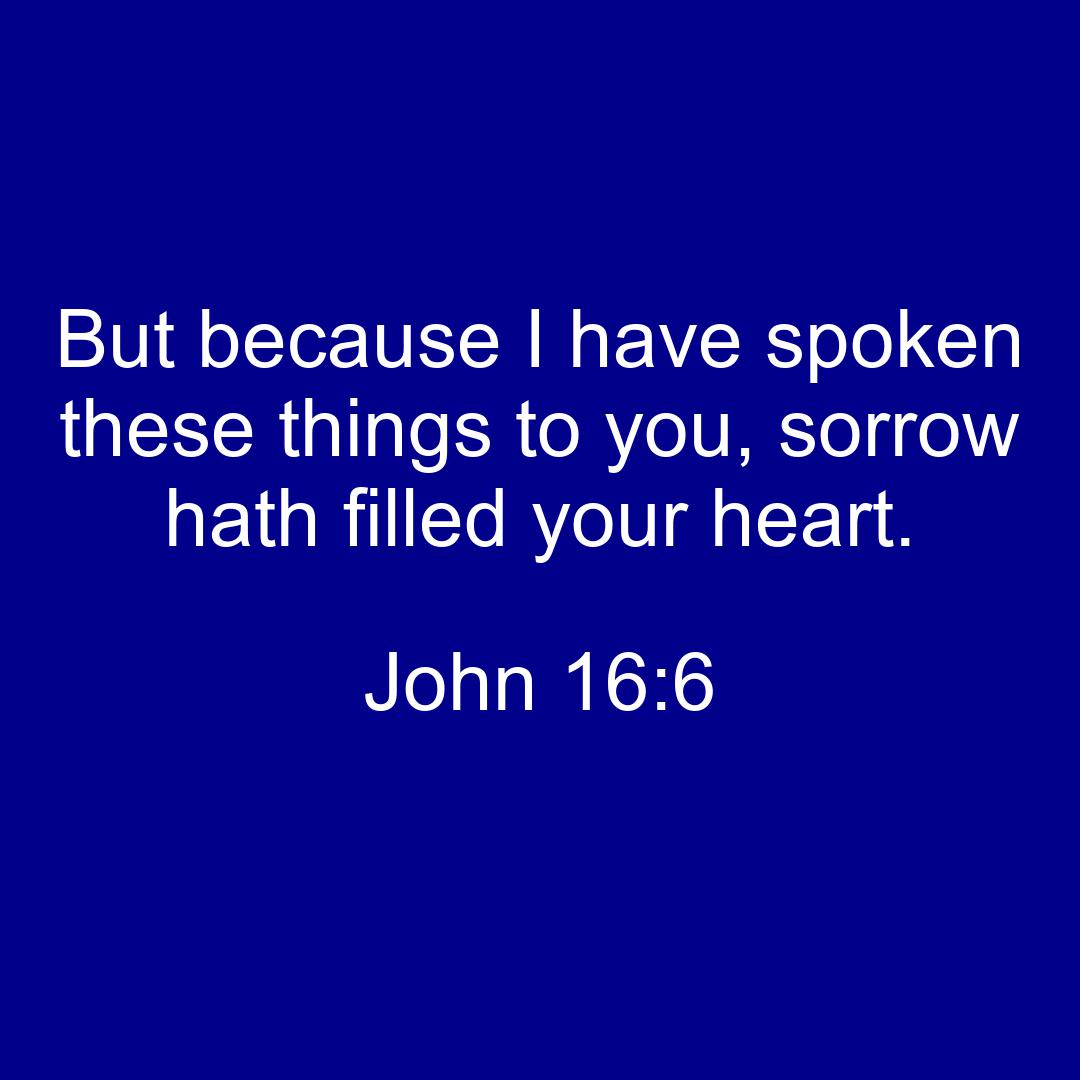 But because I have spoken
these things to you, sorrow
hath filled your heart.
John 16:6